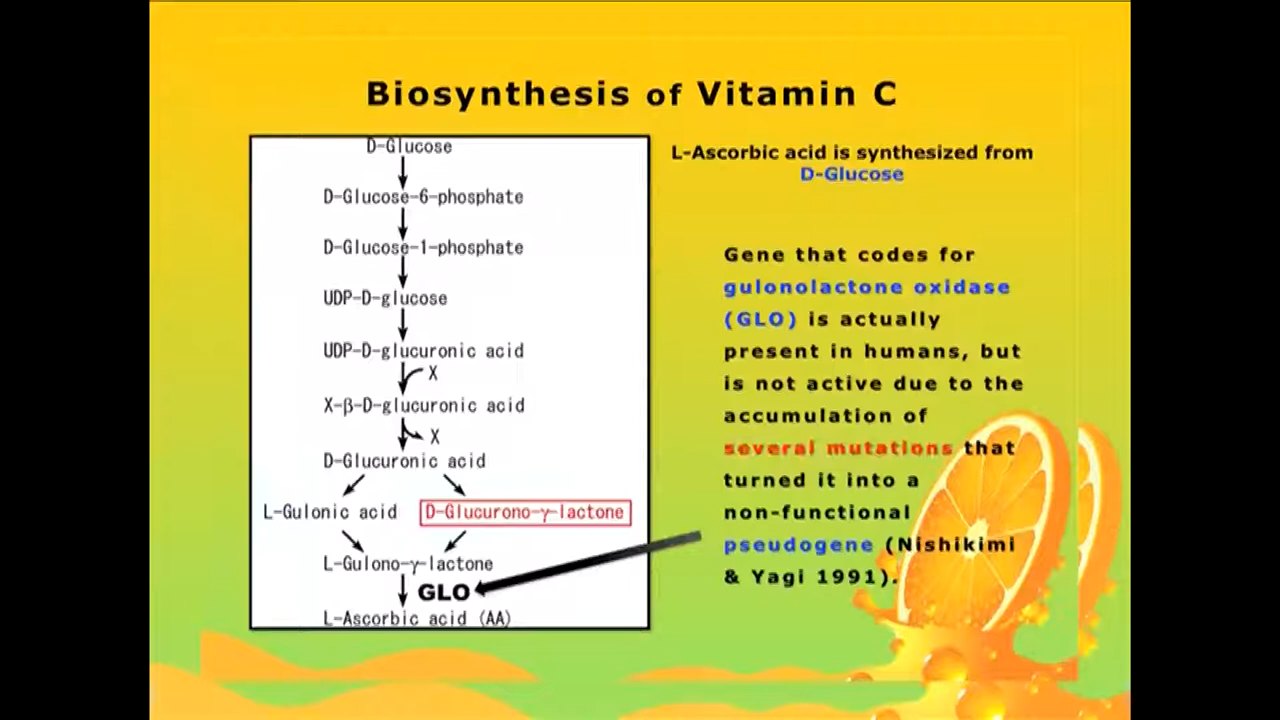 Biosynthesis of Vitamin C
D-Glucose
D-Glucose-6-phosphate
D-Glucose-1-phosphate
UDP-D-glucose
UDP-D-glucuronic acid
X
X-β-D-glucuronic acid
X
D-Glucuronic acid
L-Gulonic acid D-Glucurono-γ-lactone
L-Gulono-γ-lactone
GLO
L-Ascorbic acid (AA)
L-Ascorbic acid is synthesized from
D-Glucose
Gene that codes for
gulonolactone oxidase
(GLO) is actually
present in humans, but
is not active due to the
accumulation of
several mutations that
turned it into a
non-functional
pseudogene (Nishikimi
& Yagi 1991).